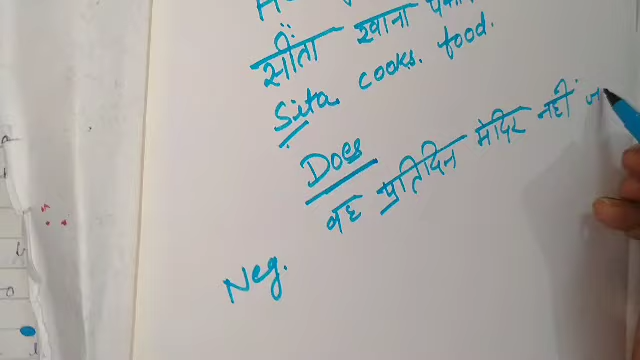 सीता खाना
Sita cooks. food.
Does
वह प्रतिदिन मंदिर नहीं ज
Neg.